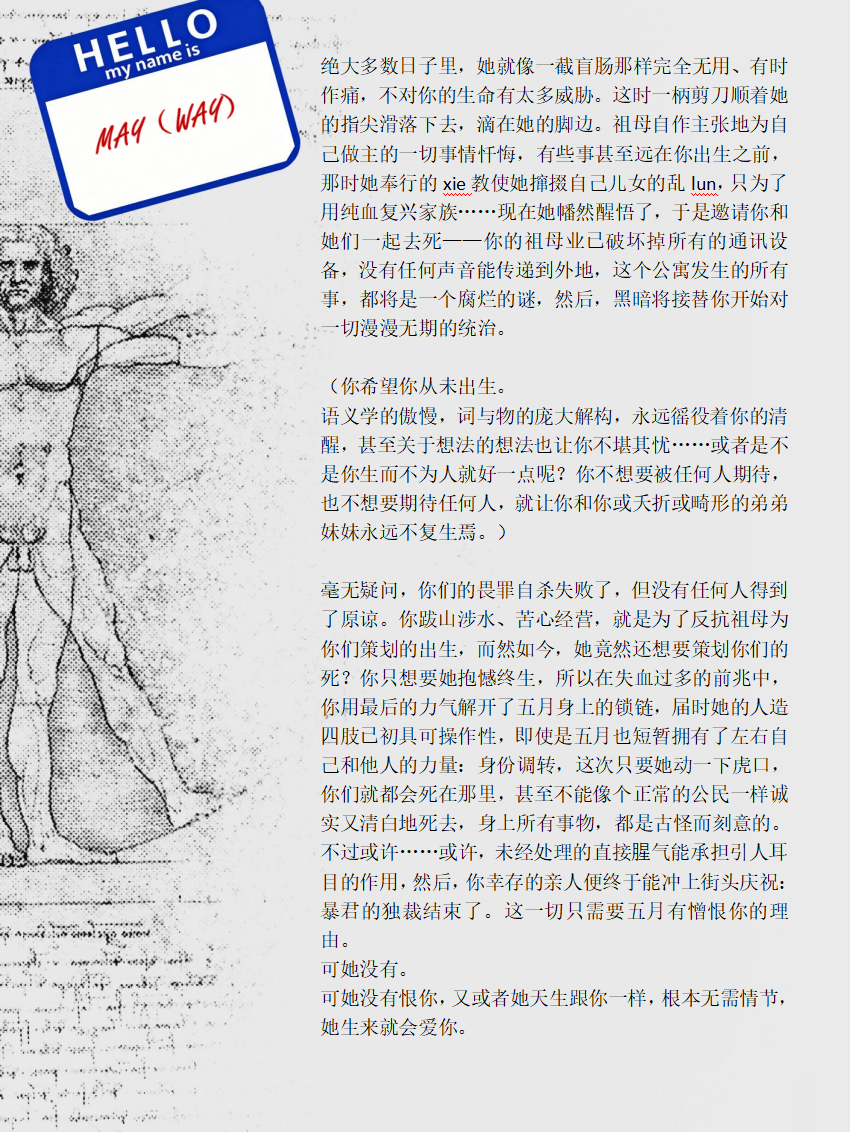 HELLO
my name is
MAY（WAY）
绝大多数日子里，她就像一截盲肠那样完全无用、有时
作痛，不对你的生命有太多威胁。这时一柄剪刀顺着她
的指尖滑落下去，滴在她的脚边。祖母自作主张地为自
己做主的一切事情忏悔，有些事甚至远在你出生之前，
那时她奉行的 xie 教使她撺掇自己儿女的乱 lun，只为了
用纯血复兴家族……现在她幡然醒悟了，于是邀请你和
她们一起去死——你的祖母业已破坏掉所有的通讯设
备，没有任何声音能传递到外地，这个公寓发生的所有
事，都将是一个腐烂的谜，然后，黑暗将接替你开始对
一切漫漫无期的统治。
（你希望你从未出生。
语义学的傲慢，词与物的庞大解构，永远徭役着你的清
醒，甚至关于想法的想法也让你不堪其忧……或者是不
是你生而不为人就好一点呢？你不想要被任何人期待，
也不想要期待任何人，就让你和你或夭折或畸形的弟弟
妹妹永远不复生焉。）
毫无疑问，你们的畏罪自杀失败了，但没有任何人得到
了原谅。你跋山涉水、苦心经营，就是为了反抗祖母为
你们策划的出生，而然如今，她竟然还想要策划你们的
死？你只想要她抱憾终生，所以在失血过多的前兆中，
你用最后的力气解开了五月身上的锁链，届时她的人造
四肢已初具可操作性，即使是五月也短暂拥有了左右自
己和他人的力量：身份调转，这次只要她动一下虎口，
你们就都会死在那里，甚至不能像个正常的公民一样诚
实又清白地死去，身上所有事物，都是古怪而刻意的。
不过或许……或许，未经处理的直接腥气能承担引人耳
目的作用，然后，你幸存的亲人便终于能冲上街头庆祝：
暴君的独裁结束了。这一切只需要五月有憎恨你的理
由。
可她没有。
可她没有恨你，又或者她天生跟你一样，根本无需情节，
她生来就会爱你。